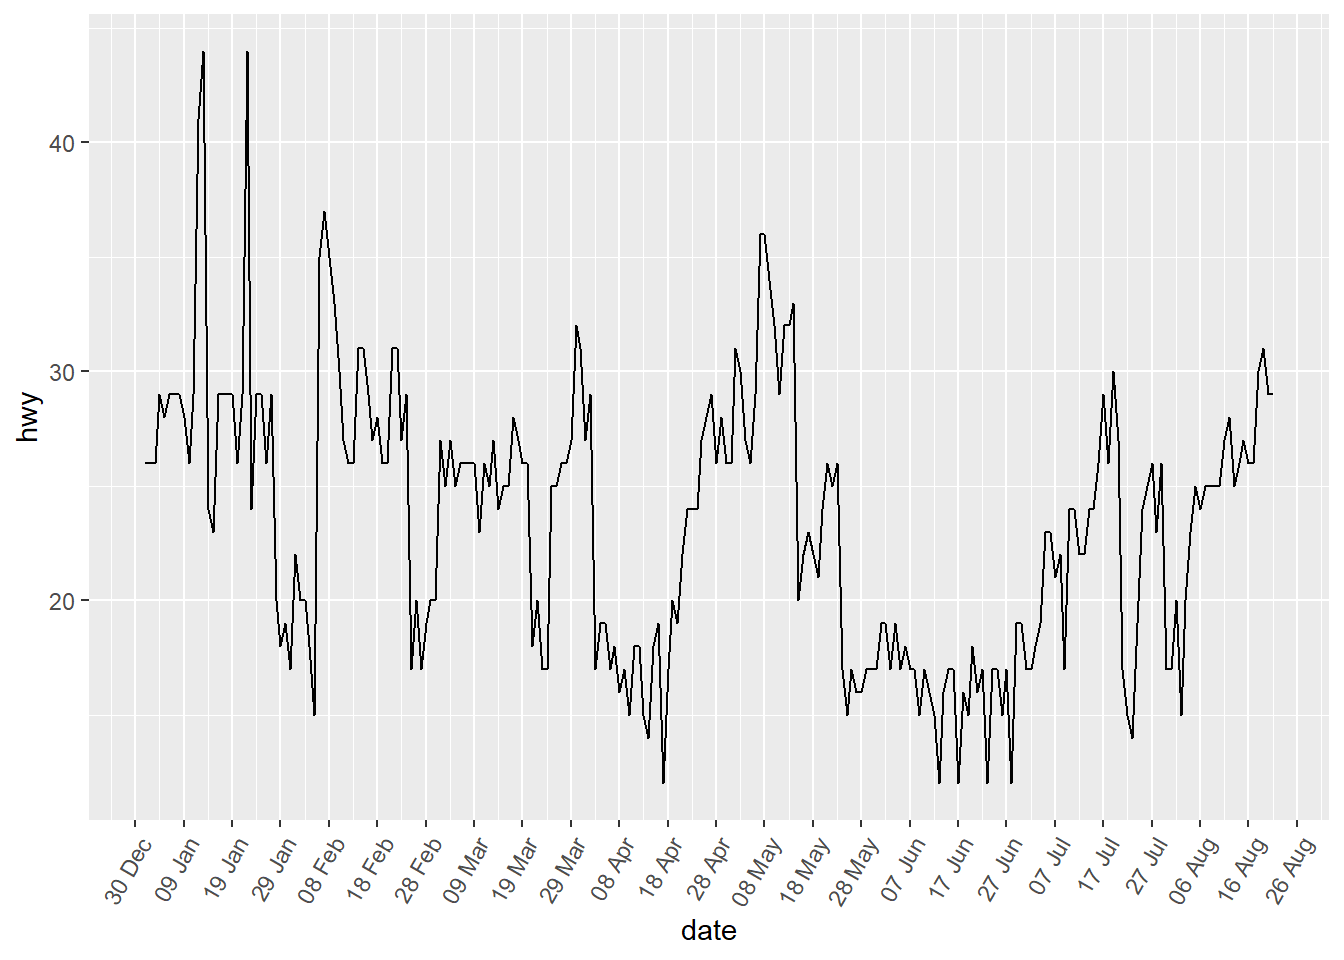 hwy
40
30
20
30 Dec
09 Jan
19 Jan
29 Jan
08 Feb
18 Feb
28 Feb
09 Mar
19 Mar
29 Mar
08 Apr
18 Apr
28 Apr
08 May
18 May
28 May
07 Jun
17 Jun
27 Jun
07 Jul
17 Jul
27 Jul
06 Aug
16 Aug
26 Aug
date